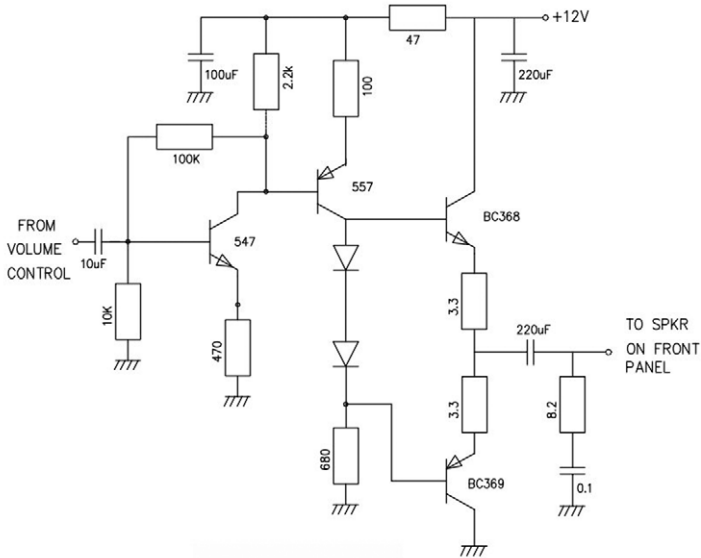 +12V
47
100uF
2.2k
100
220uF
100K
557
BC368
FROM
VOLUME
CONTROL
10uF
547
10K
470
3.3
220uF
TO SPKR
ON FRONT
PANEL
3.3
8.2
680
BC369
0.1